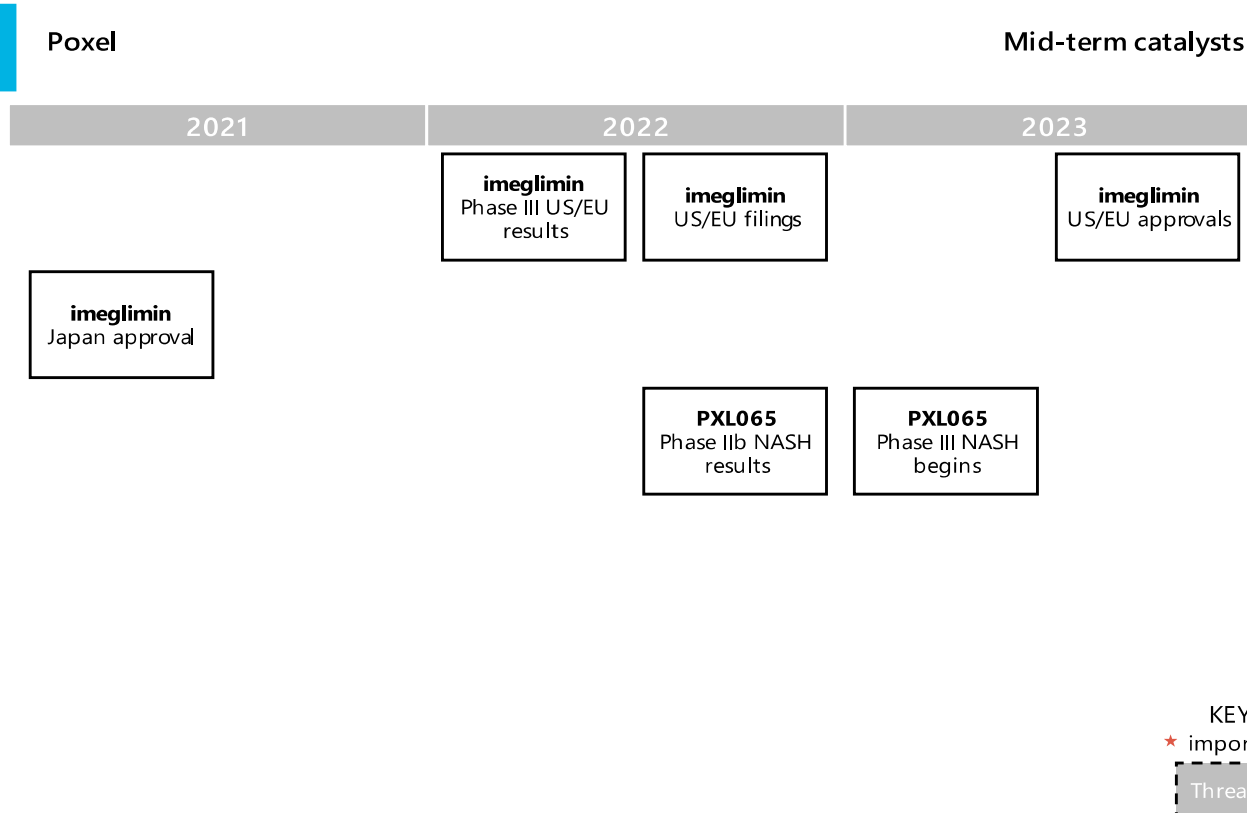 Poxel
Mid-term catalysts
2021
2022
2023
imeglimin
Phase III US/EU
results
imeglimin
US/EU filings
imeglimin
US/EU approvals
imeglimin
Japan approval
PXL065
Phase IIb NASH
results
PXL065
Phase III NASH
begins
KEY